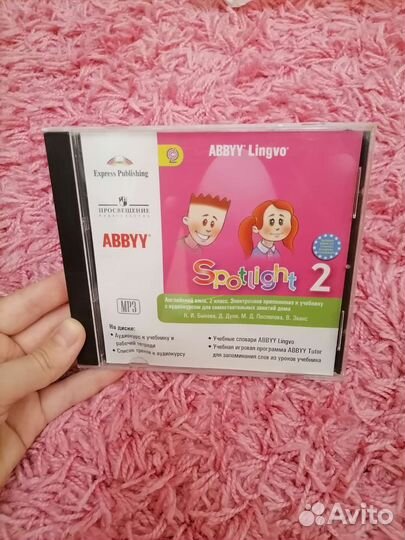 ABBYY Lingvo®
Express Publishing
ПРОСВЕЩЕНИЕ
ИЗДАТЕЛЬСТВО
ABBYY®
Spotlight 2
Английский язык. 2 класс. Электронное приложение к учебнику
с аудиокурсом для самостоятельных занятий дома
Н. И. Быкова, Д. Дули, М. Д. Поспелова, В. Эванс
MP3
На диске:
• Аудиокурс к учебнику и
рабочей тетради
• Список треков к аудиокурсу
• Учебные словари ABBYY Lingvo
• Учебная игровая программа ABBYY Tutor
для запоминания слов из уроков учебника
Avito